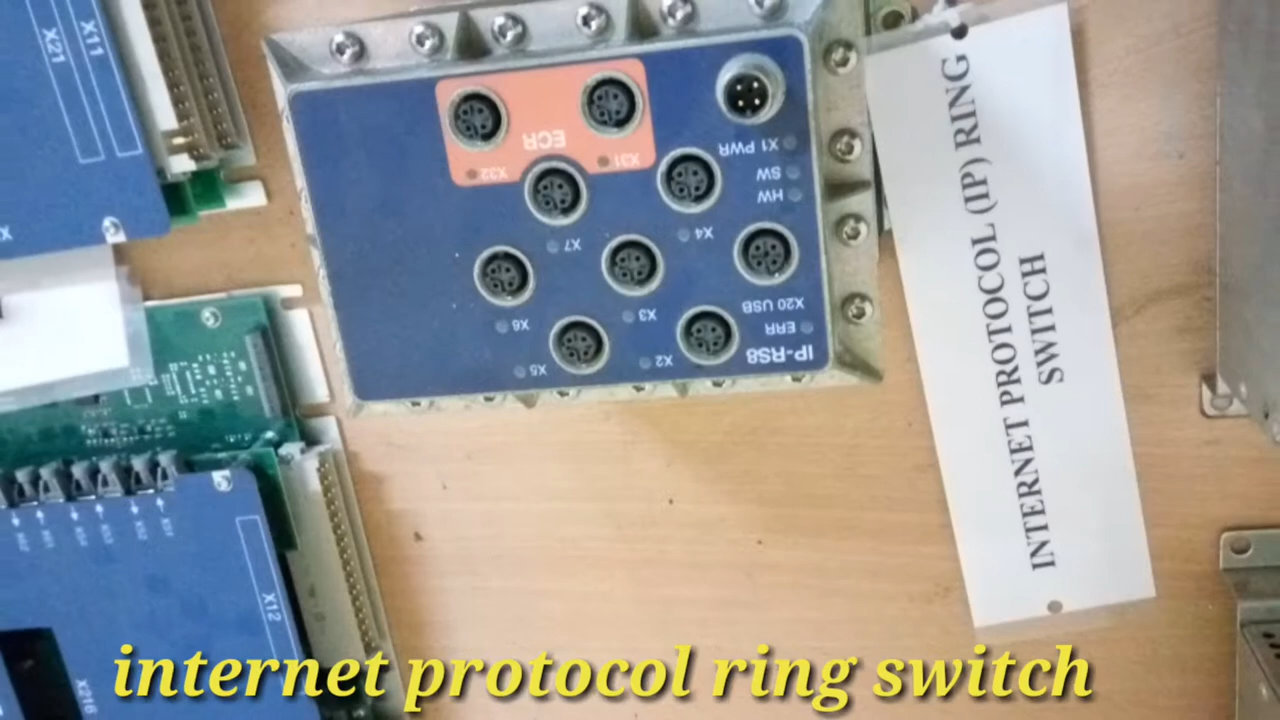 X11
X21
ECR
X32
X31
X1 PWR
SW
HW
X7
X4
X20 USB
X6
X3
ERR
X5
X2
IP-RS8
INTERNET PROTOCOL (IP) RING
SWITCH
X12
X216
internet protocol ring switch